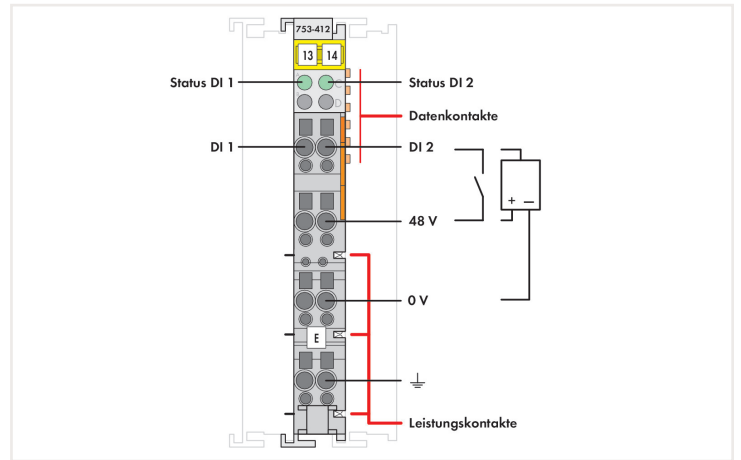 753-412
13 14
Status DI 1
Status DI 2
C
D
Datenkontakte
DI 1
DI 2
+ –
48 V
0 V
E
Leistungskontakte